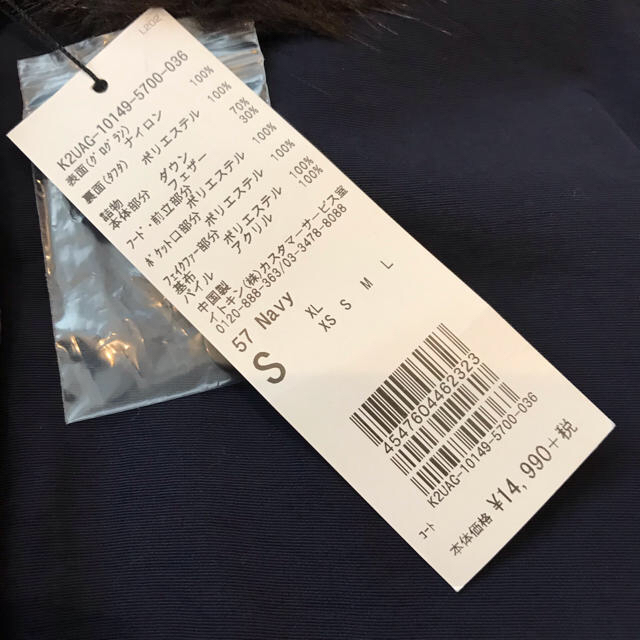 L202
K2UAG-10149-5700-036
表面(グログラン) ナイロン 100%
裏面(タフタ) ポリエステル 100%
詰物
本体部分 ダウン 70%
フェザー 30%
フード・前立部分 ポリエステル 100%
ポケット口部分 ポリエステル 100%
フェイクファー部分
基布 ポリエステル 100%
パイル アクリル 100%
中国製
イトキン(株)カスタマーサービス室
0120-888-363/03-3478-8088
57 Navy
S
XL
XS S M L
4547604462323
K2UAG-10149-5700-036
コート
本体価格 ¥14,990+税